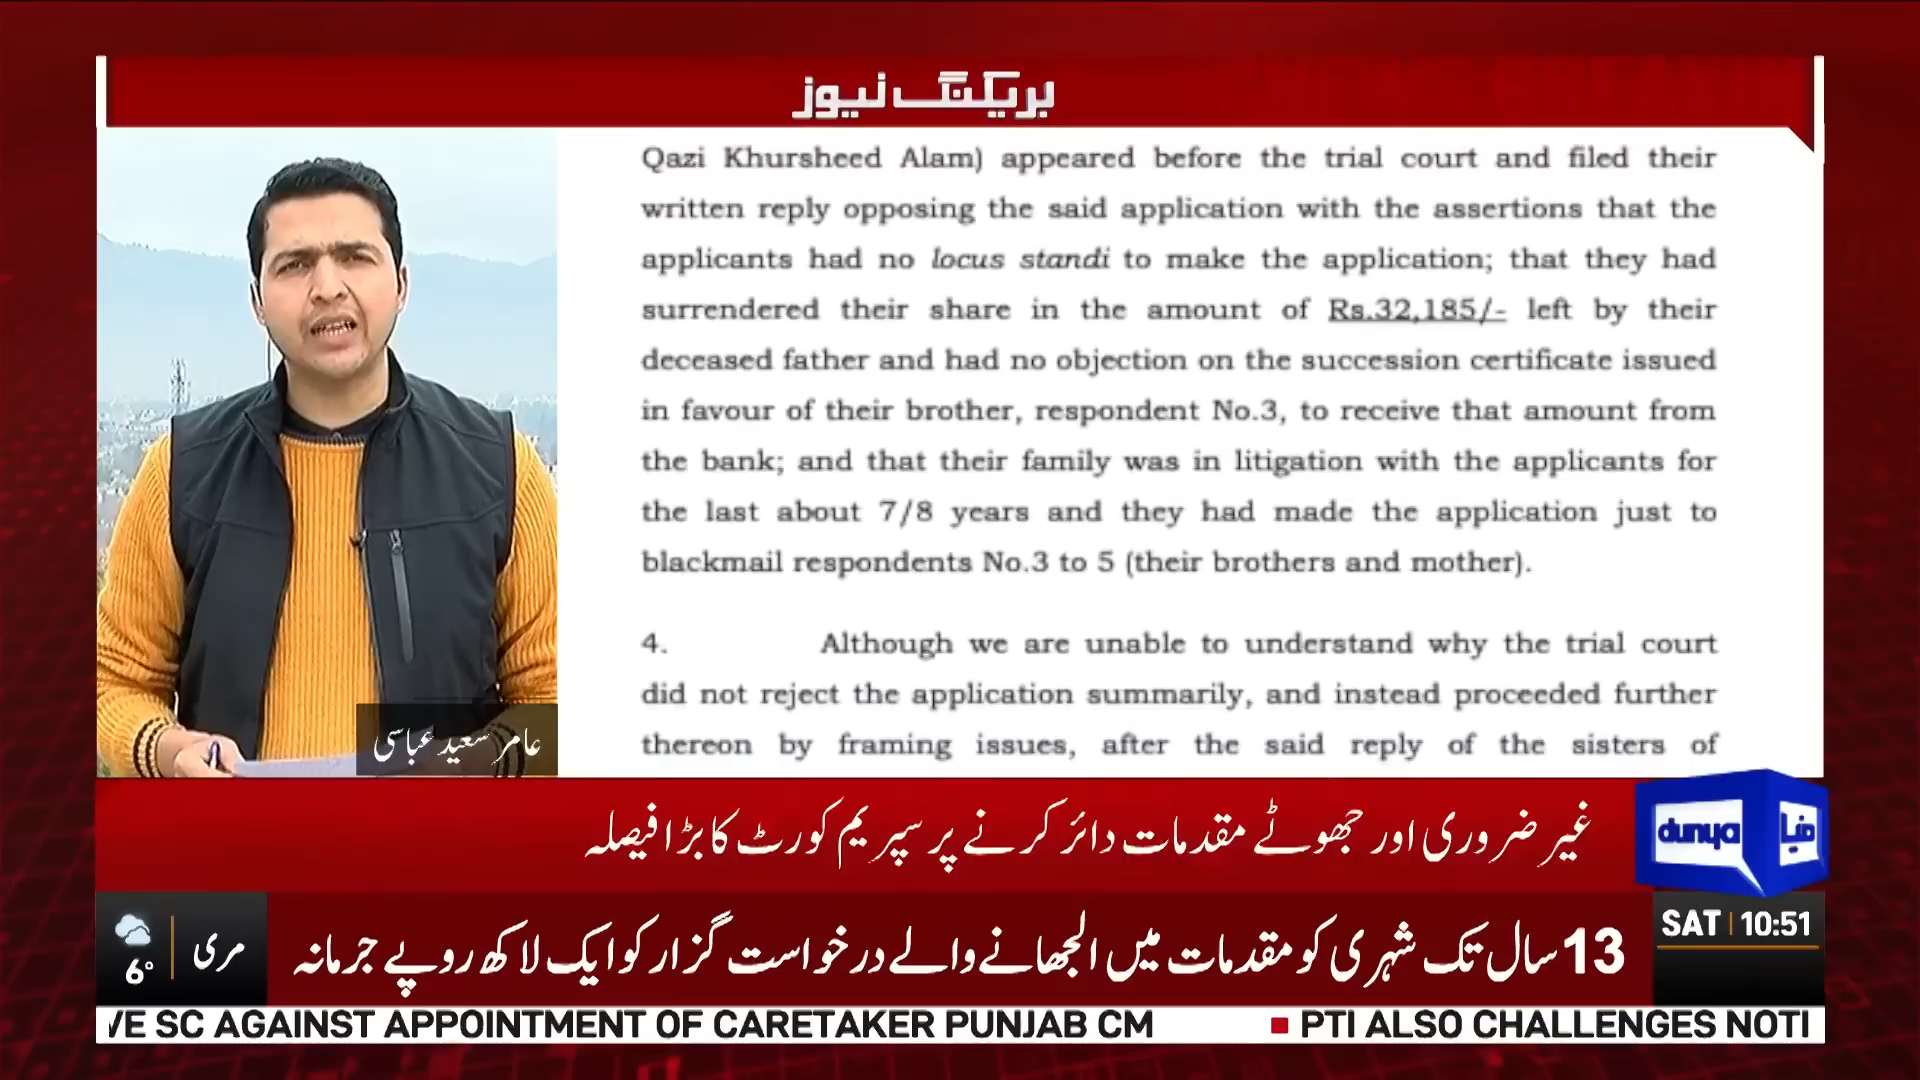 بریکنگ نیوز
Qazi Khursheed Alam) appeared before the trial court and filed their
written reply opposing the said application with the assertions that the
applicants had no locus standi to make the application; that they had
surrendered their share in the amount of Rs.32,185/- left by their
deceased father and had no objection on the succession certificate issued
in favour of their brother, respondent No.3, to receive that amount from
the bank; and that their family was in litigation with the applicants for
the last about 7/8 years and they had made the application just to
blackmail respondents No.3 to 5 (their brothers and mother).
4. Although we are unable to understand why the trial court
did not reject the application summarily, and instead proceeded further
thereon by framing issues, after the said reply of the sisters of
عامر سعید عباسی
غیر ضروری اور جھوٹے مقدمات دائر کرنے پر سپریم کورٹ کا بڑا فیصلہ
dunya دنیا
13 سال تک شہری کو مقدمات میں الجھانے والے درخواست گزار کو ایک لاکھ روپے جرمانہ
مری 6°
SAT 10:51
VE SC AGAINST APPOINTMENT OF CARETAKER PUNJAB CM
PTI ALSO CHALLENGES NOTI